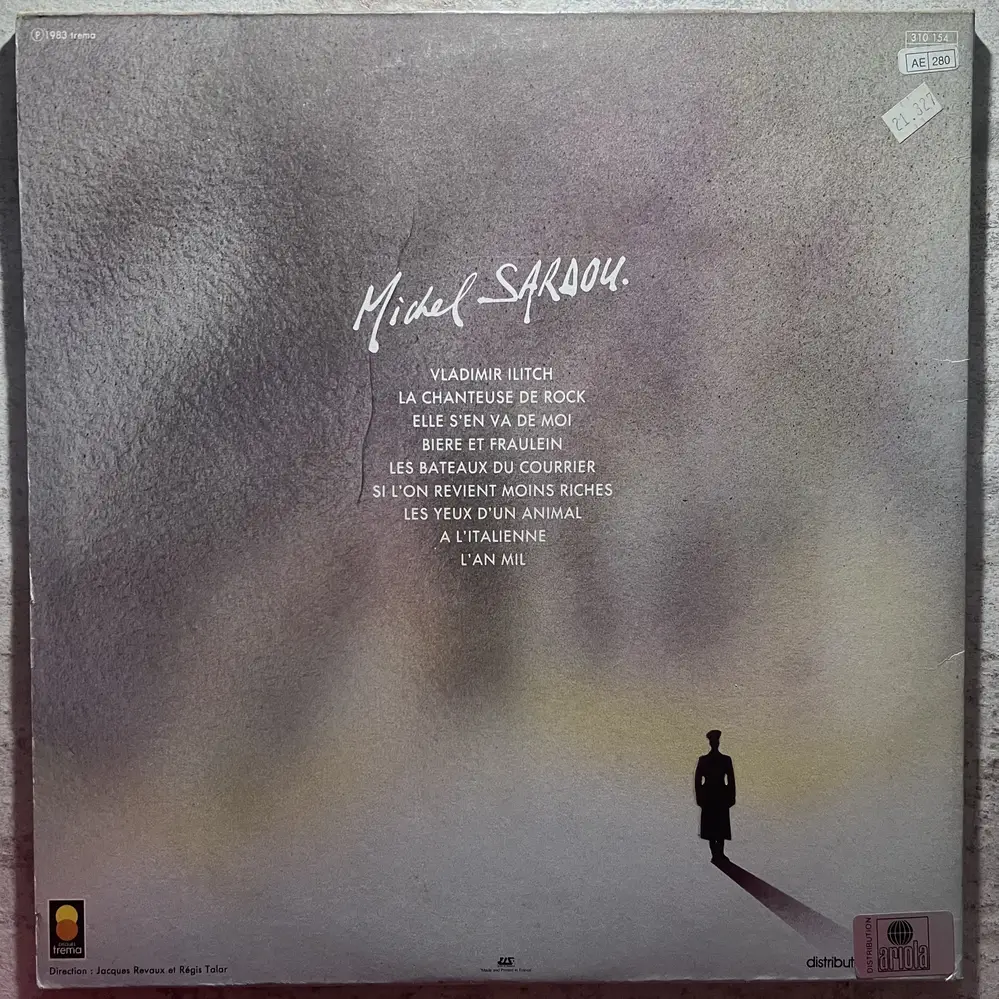 ℗ 1983 trema
310 154
AE 280
21.327
Michel SARDOU.
VLADIMIR ILITCH
LA CHANTEUSE DE ROCK
ELLE S'EN VA DE MOI
BIERE ET FRAULEIN
LES BATEAUX DU COURRIER
SI L'ON REVIENT MOINS RICHES
LES YEUX D'UN ANIMAL
A L'ITALIENNE
L'AN MIL
disques
trema
Direction : Jacques Revaux et Régis Talar
distribut
DISTRIBUTION
ariola